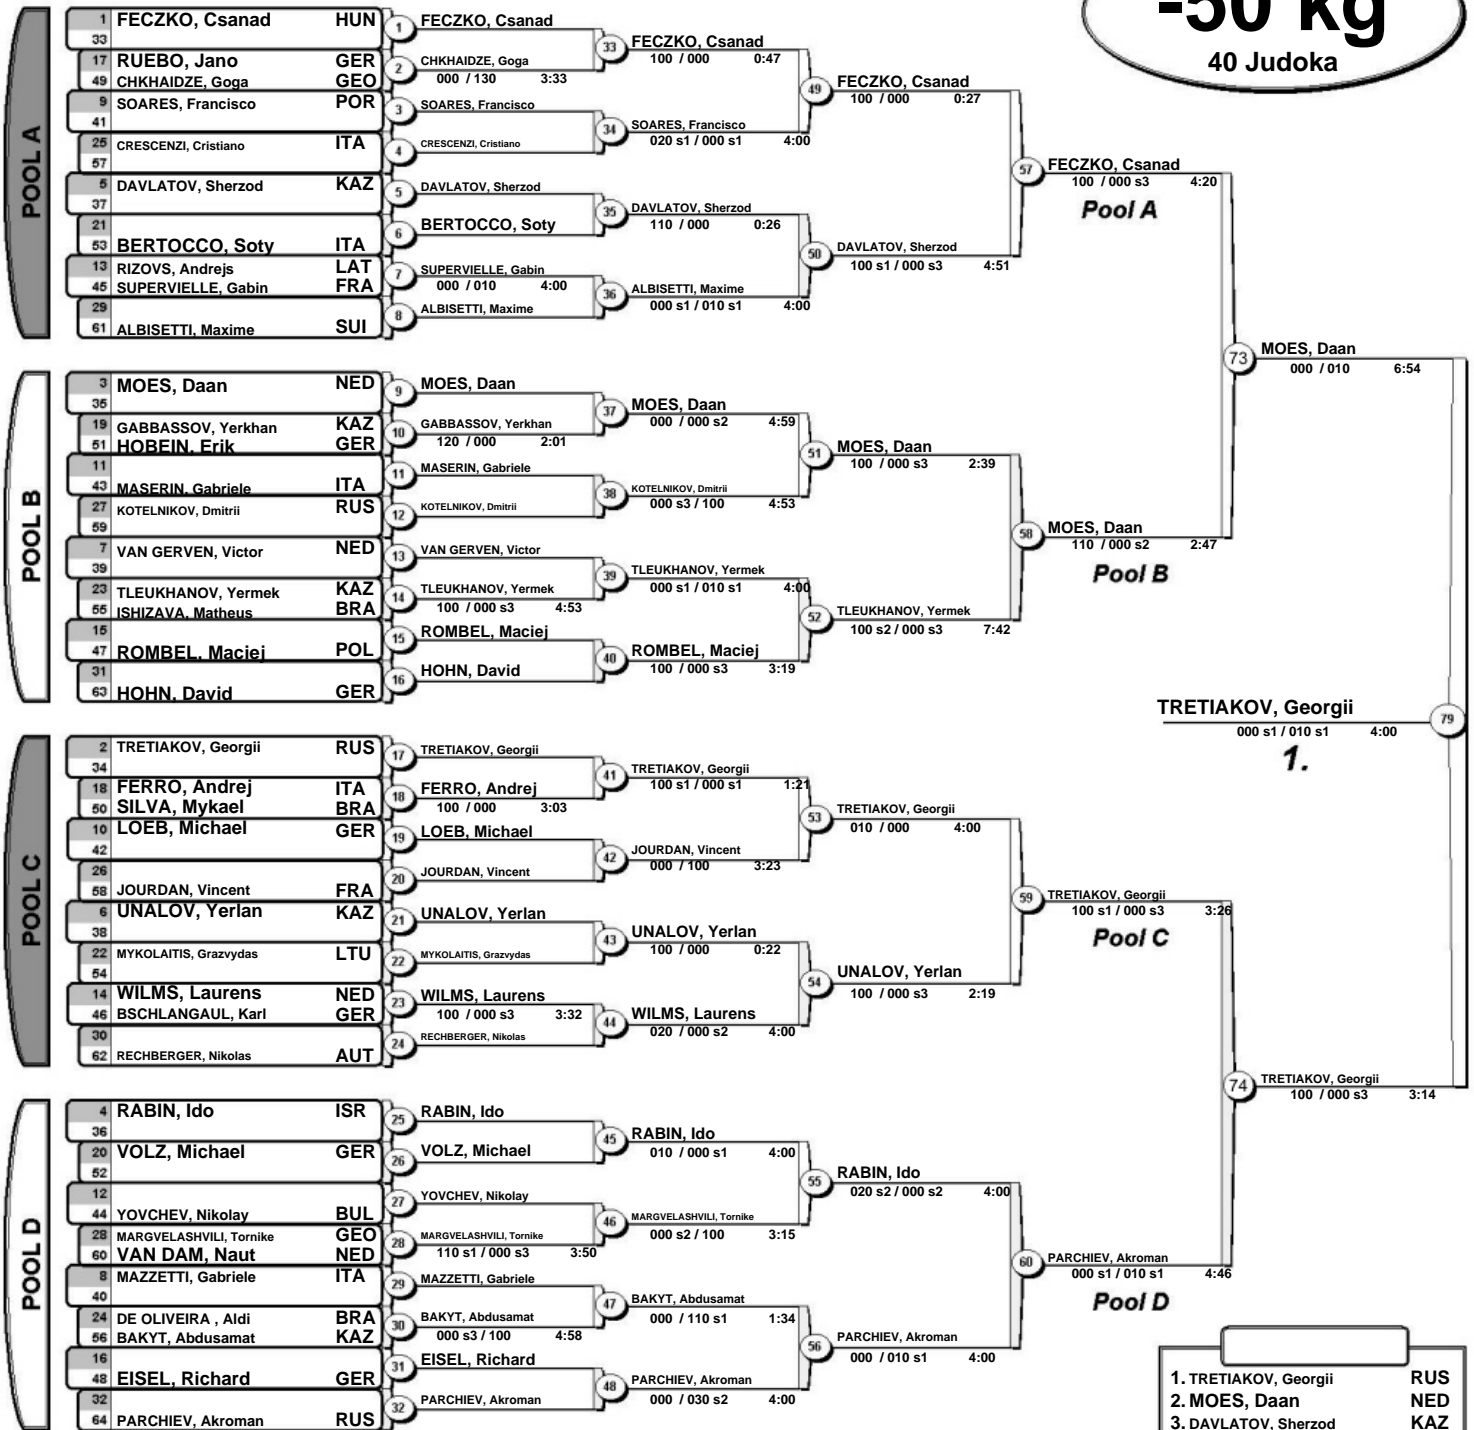 -50 kg
40 Judoka
POOL A
1 FECZKO, Csanad HUN
33
17 RUEBO, Jano GER
49 CHKHAIDZE, Goga GEO
9 SOARES, Francisco POR
41
25 CRESCENZI, Cristiano ITA
57
5 DAVLATOV, Sherzod KAZ
37
21
53 BERTOCCO, Soty ITA
13 RIZOVS, Andrejs LAT
45 SUPERVIELLE, Gabin FRA
29
61 ALBISETTI, Maxime SUI
1 FECZKO, Csanad
2 CHKHAIDZE, Goga
000 / 130 3:33
3 SOARES, Francisco
4 CRESCENZI, Cristiano
5 DAVLATOV, Sherzod
6 BERTOCCO, Soty
7 SUPERVIELLE, Gabin
000 / 010 4:00
8 ALBISETTI, Maxime
33 FECZKO, Csanad
100 / 000 0:47
34 SOARES, Francisco
020 s1 / 000 s1 4:00
35 DAVLATOV, Sherzod
110 / 000 0:26
36 ALBISETTI, Maxime
000 s1 / 010 s1 4:00
49 FECZKO, Csanad
100 / 000 0:27
50 DAVLATOV, Sherzod
100 s1 / 000 s3 4:51
57 FECZKO, Csanad
100 / 000 s3 4:20
Pool A
POOL B
3 MOES, Daan NED
35
19 GABBASSOV, Yerkhan KAZ
51 HOBEIN, Erik GER
11
43 MASERIN, Gabriele ITA
27 KOTELNIKOV, Dmitrii RUS
59
7 VAN GERVEN, Victor NED
39
23 TLEUKHANOV, Yermek KAZ
55 ISHIZAVA, Matheus BRA
15
47 ROMBEL, Maciej POL
31
63 HOHN, David GER
9 MOES, Daan
10 GABBASSOV, Yerkhan
120 / 000 2:01
11 MASERIN, Gabriele
12 KOTELNIKOV, Dmitrii
13 VAN GERVEN, Victor
14 TLEUKHANOV, Yermek
100 / 000 s3 4:53
15 ROMBEL, Maciej
16 HOHN, David
37 MOES, Daan
000 / 000 s2 4:59
38 KOTELNIKOV, Dmitrii
000 s3 / 100 4:53
39 TLEUKHANOV, Yermek
000 s1 / 010 s1 4:00
40 ROMBEL, Maciej
100 / 000 s3 3:19
51 MOES, Daan
100 / 000 s3 2:39
52 TLEUKHANOV, Yermek
100 s2 / 000 s3 7:42
58 MOES, Daan
110 / 000 s2 2:47
Pool B
73 MOES, Daan
000 / 010 6:54
POOL C
2 TRETIAKOV, Georgii RUS
34
18 FERRO, Andrej ITA
50 SILVA, Mykael BRA
10 LOEB, Michael GER
42
26
58 JOURDAN, Vincent FRA
6 UNALOV, Yerlan KAZ
38
22 MYKOLAITIS, Grazvydas LTU
54
14 WILMS, Laurens NED
46 BSCHLANGAUL, Karl GER
30
62 RECHBERGER, Nikolas AUT
17 TRETIAKOV, Georgii
18 FERRO, Andrej
100 / 000 3:03
19 LOEB, Michael
20 JOURDAN, Vincent
21 UNALOV, Yerlan
22 MYKOLAITIS, Grazvydas
23 WILMS, Laurens
100 / 000 s3 3:32
24 RECHBERGER, Nikolas
41 TRETIAKOV, Georgii
100 s1 / 000 s1 1:21
42 JOURDAN, Vincent
000 / 100 3:23
43 UNALOV, Yerlan
100 / 000 0:22
44 WILMS, Laurens
020 / 000 s2 4:00
53 TRETIAKOV, Georgii
010 / 000 4:00
54 UNALOV, Yerlan
100 / 000 s3 2:19
59 TRETIAKOV, Georgii
100 s1 / 000 s3 3:26
Pool C
POOL D
4 RABIN, Ido ISR
36
20 VOLZ, Michael GER
52
12
44 YOVCHEV, Nikolay BUL
28 MARGVELASHVILI, Tornike GEO
60 VAN DAM, Naut NED
8 MAZZETTI, Gabriele ITA
40
24 DE OLIVEIRA , Aldi BRA
56 BAKYT, Abdusamat KAZ
16
48 EISEL, Richard GER
32
64 PARCHIEV, Akroman RUS
25 RABIN, Ido
26 VOLZ, Michael
27 YOVCHEV, Nikolay
28 MARGVELASHVILI, Tornike
110 s1 / 000 s3 3:50
29 MAZZETTI, Gabriele
30 BAKYT, Abdusamat
000 s3 / 100 4:58
31 EISEL, Richard
32 PARCHIEV, Akroman
45 RABIN, Ido
010 / 000 s1 4:00
46 MARGVELASHVILI, Tornike
000 s2 / 100 3:15
47 BAKYT, Abdusamat
000 / 110 s1 1:34
48 PARCHIEV, Akroman
000 / 030 s2 4:00
55 RABIN, Ido
020 s2 / 000 s2 4:00
56 PARCHIEV, Akroman
000 / 010 s1 4:00
60 PARCHIEV, Akroman
000 s1 / 010 s1 4:46
Pool D
74 TRETIAKOV, Georgii
100 / 000 s3 3:14
TRETIAKOV, Georgii 79
000 s1 / 010 s1 4:00
1.
1. TRETIAKOV, Georgii RUS
2. MOES, Daan NED
3. DAVLATOV, Sherzod KAZ